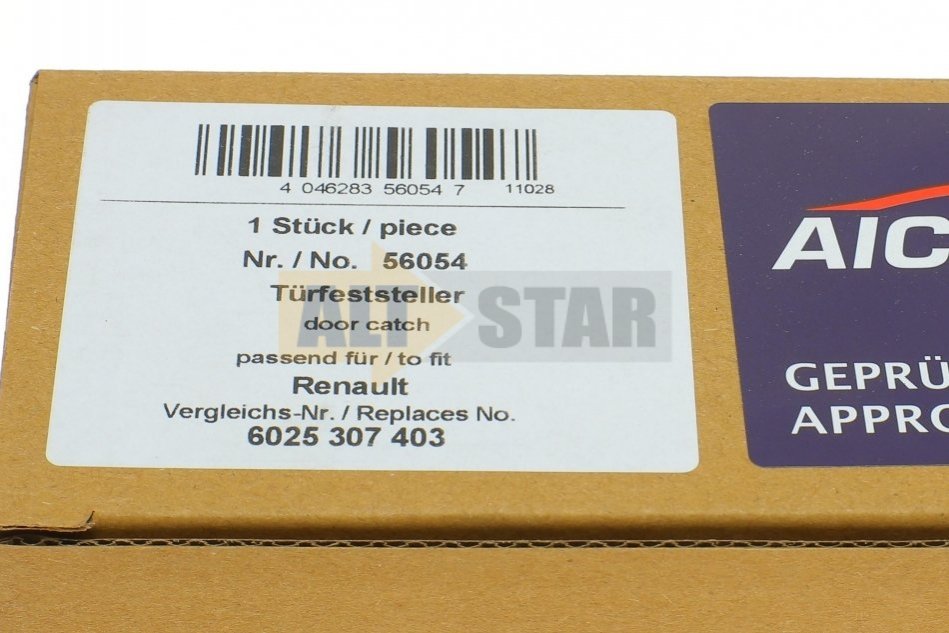 4 046283 56054 7 11028
1 Stück / piece
Nr. / No. 56054
Türfeststeller
door catch
passend für / to fit
Renault
Vergleichs-Nr. / Replaces No.
6025 307 403
ALT STAR
AIC
GEPRÜ
APPRO